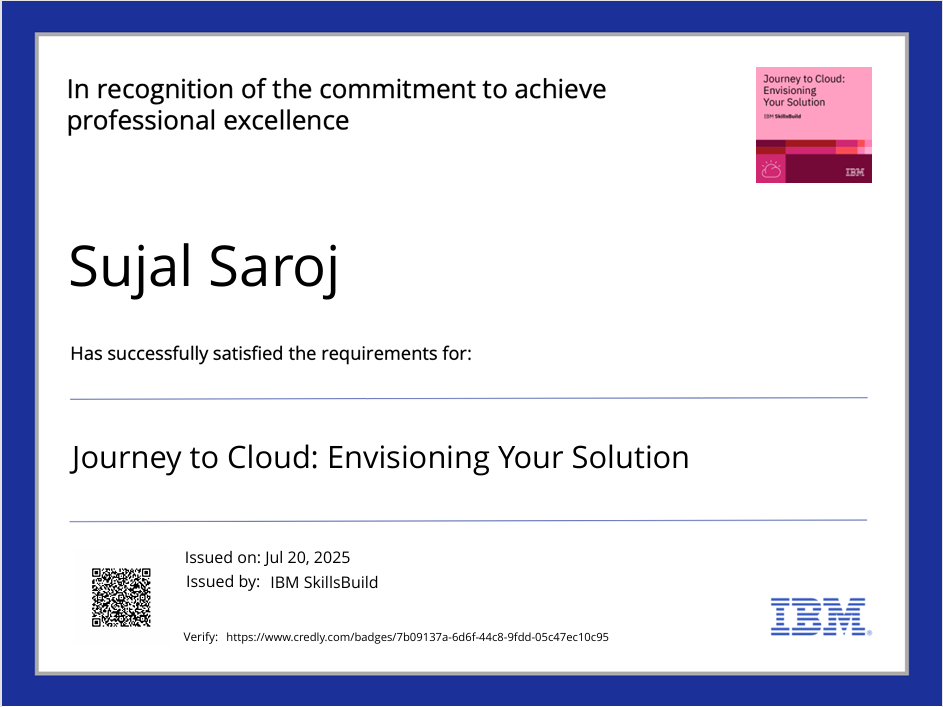 In recognition of the commitment to achieve
professional excellence
Journey to Cloud:
Envisioning
Your Solution
IBM SkillsBuild
IBM
Sujal Saroj
Has successfully satisfied the requirements for:
Journey to Cloud: Envisioning Your Solution
Issued on: Jul 20, 2025
Issued by: IBM SkillsBuild
Verify: https://www.credly.com/badges/7b09137a-6d6f-44c8-9fdd-05c47ec10c95
IBM®